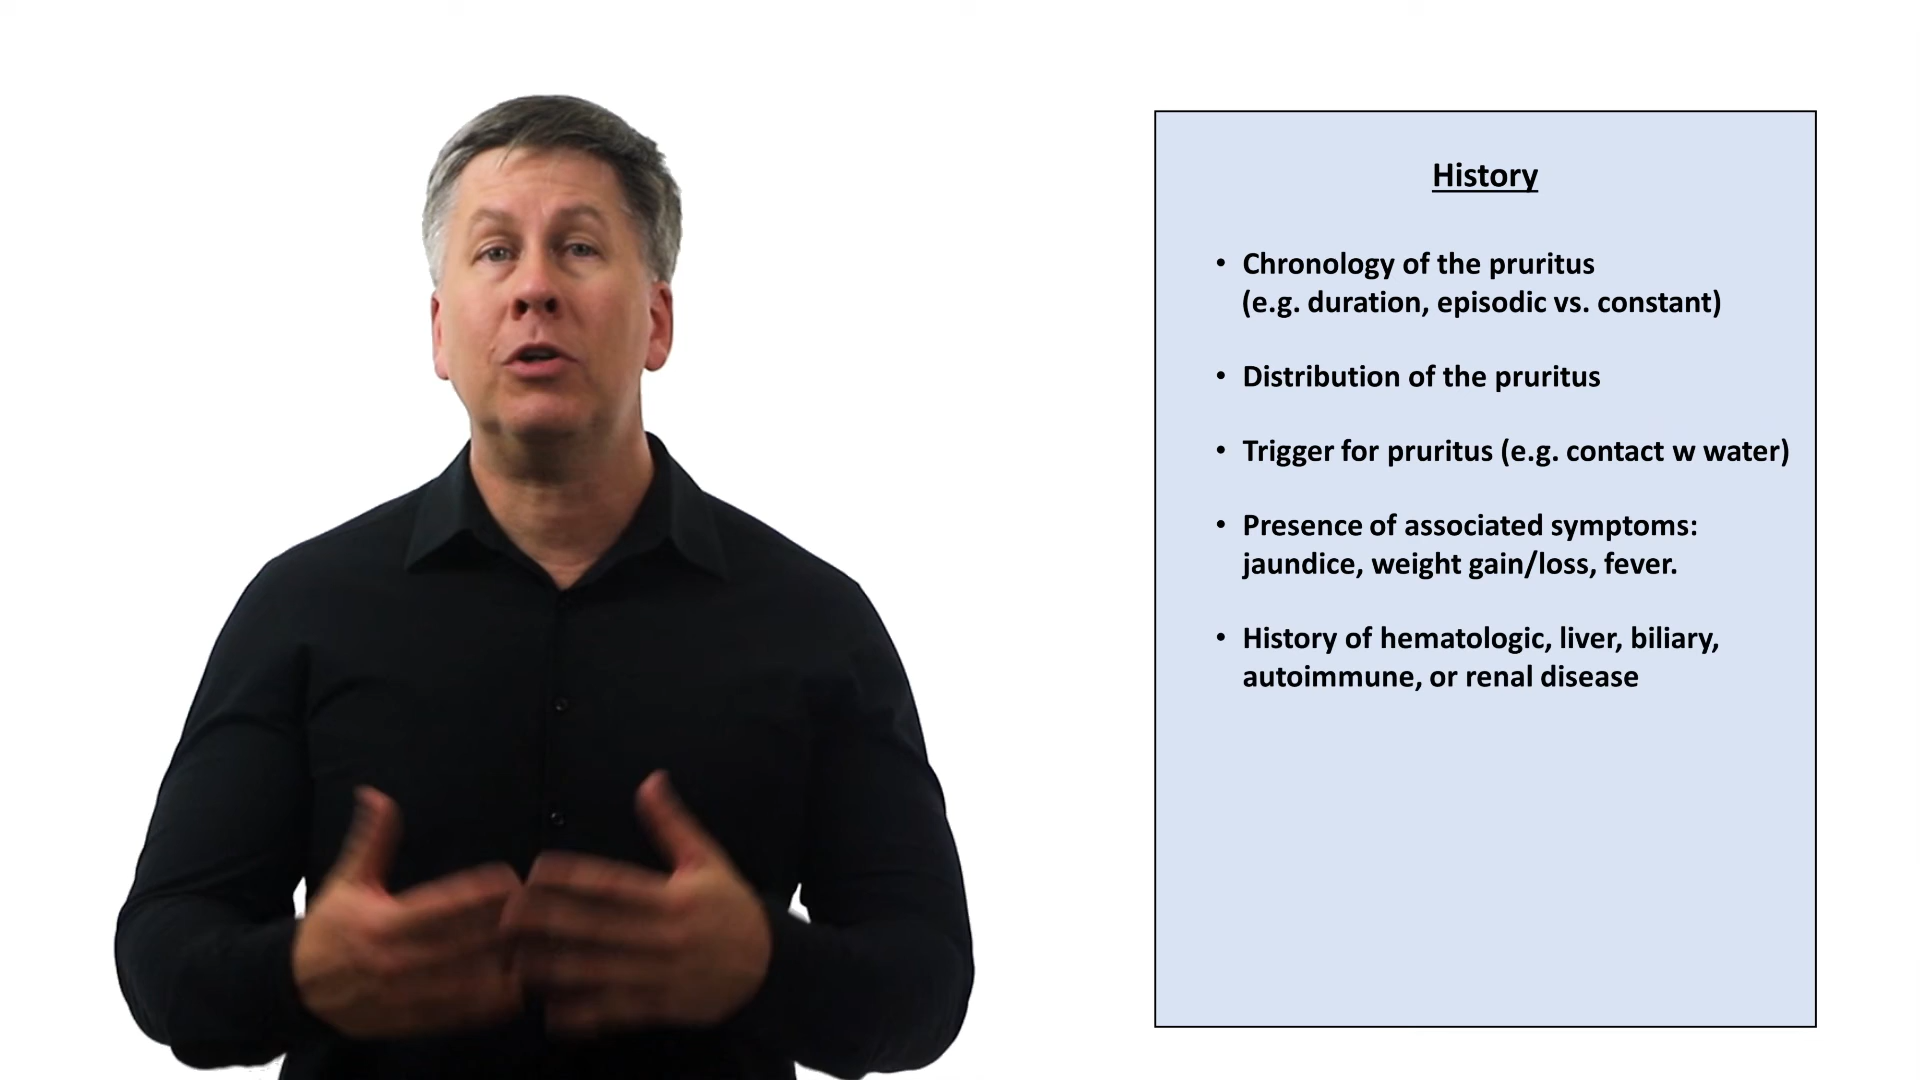 History
• Chronology of the pruritus
(e.g. duration, episodic vs. constant)
• Distribution of the pruritus
• Trigger for pruritus (e.g. contact w water)
• Presence of associated symptoms:
jaundice, weight gain/loss, fever.
• History of hematologic, liver, biliary,
autoimmune, or renal disease